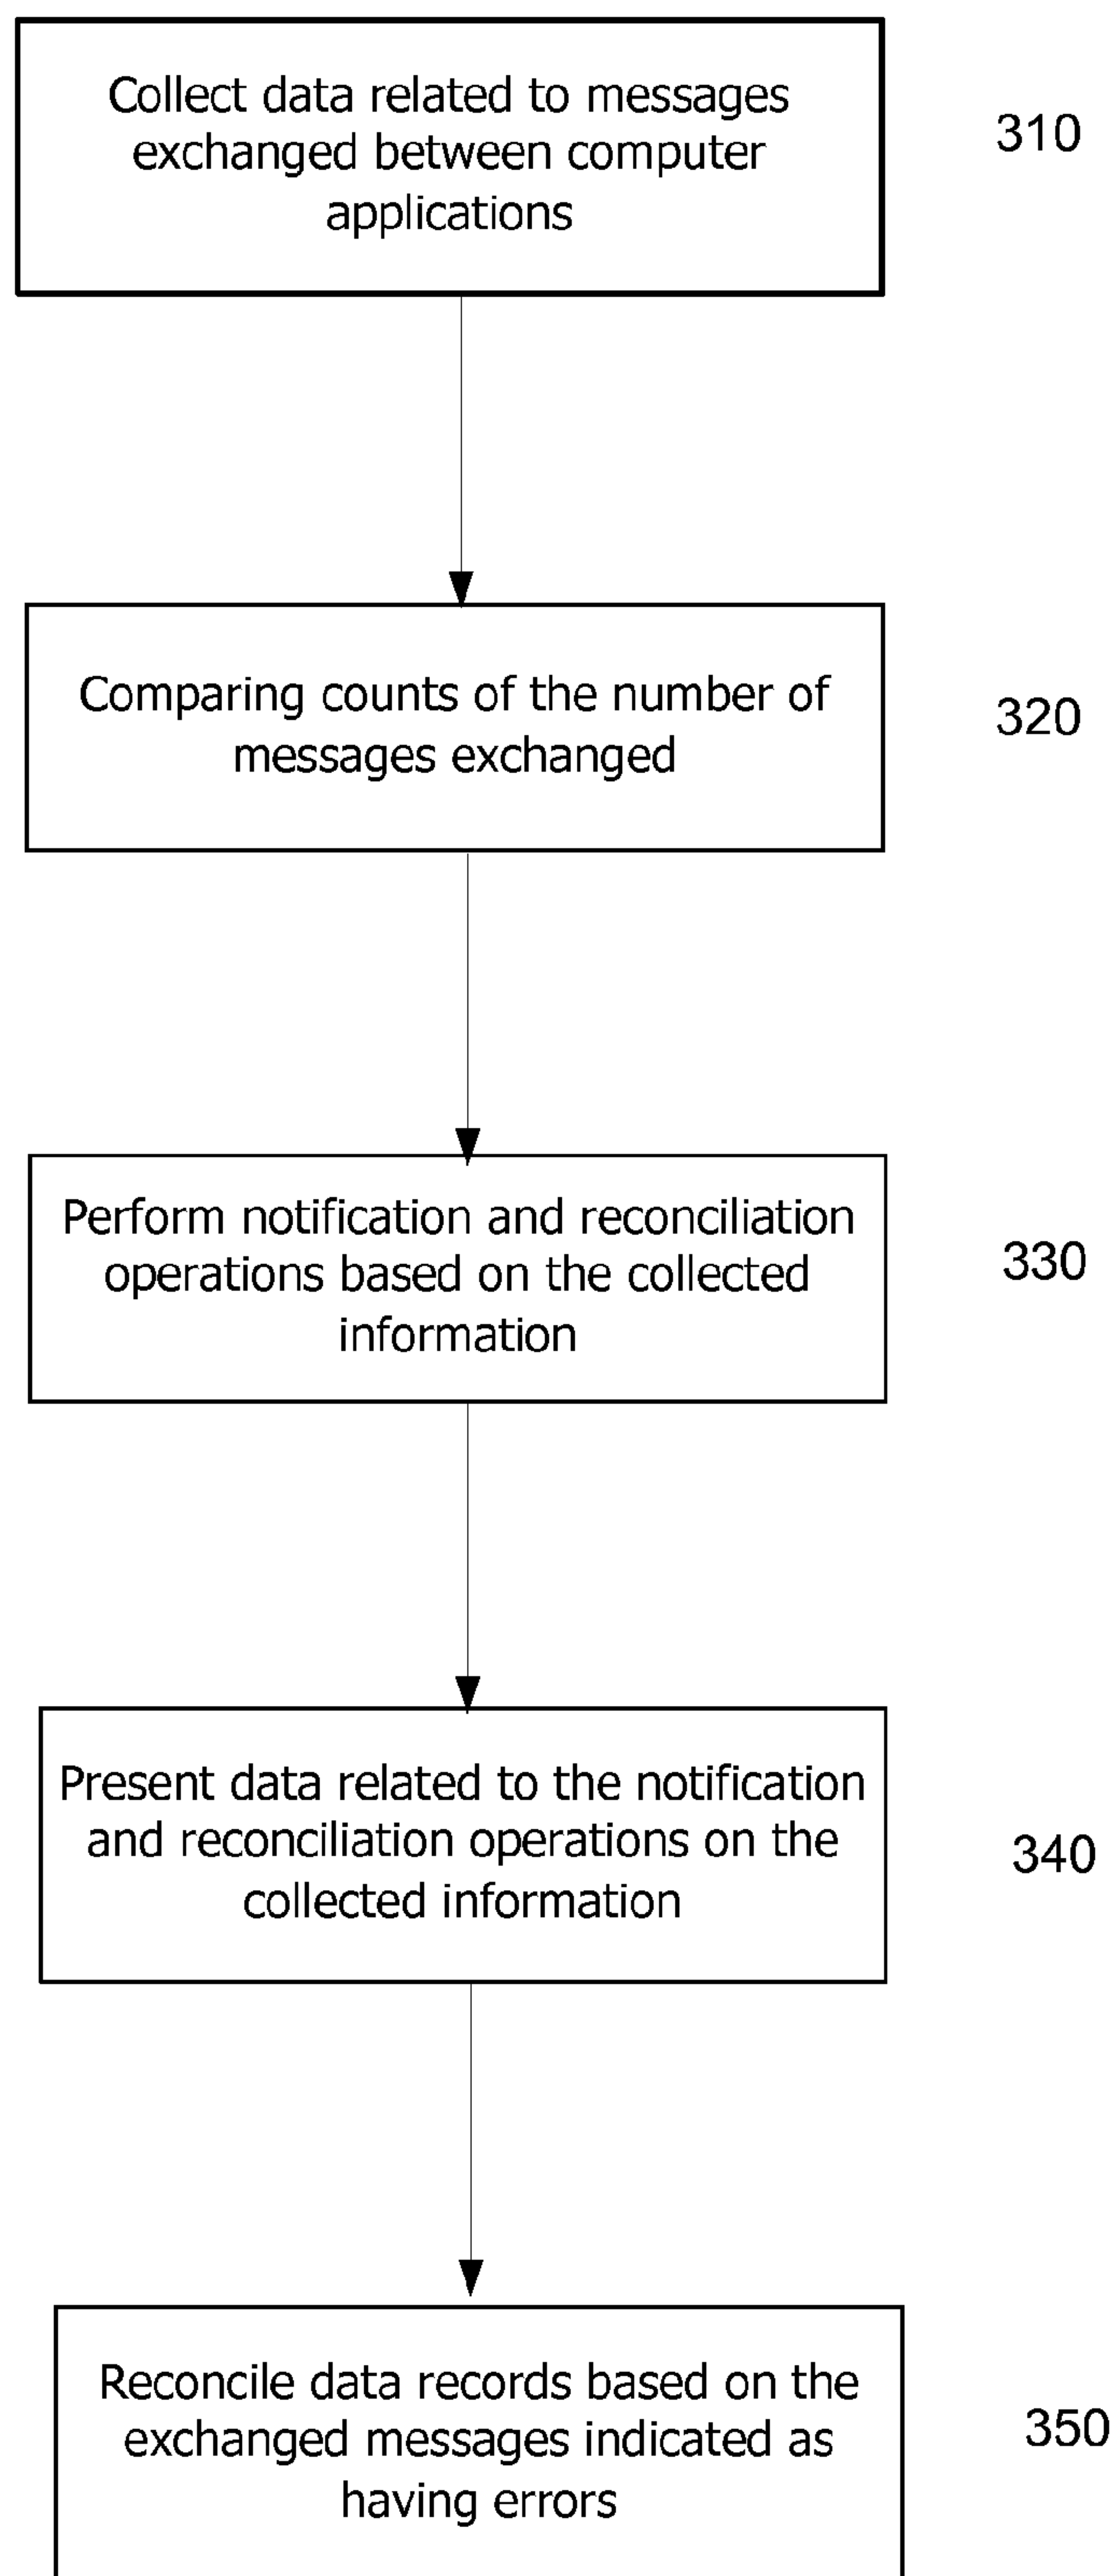 Collect data related to messages
exchanged between computer
applications
310
Comparing counts of the number of
messages exchanged
320
Perform notification and reconciliation
operations based on the collected
information
330
Present data related to the notification
and reconciliation operations on the
collected information
340
Reconcile data records based on the
exchanged messages indicated as
having errors
350